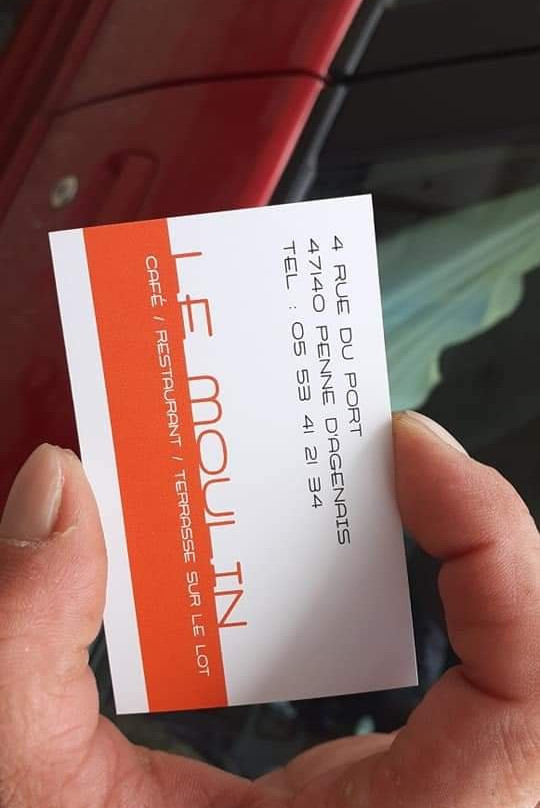 4 RUE DU PORT
47140 PENNE D'AGENAIS
TEL : 05 53 41 21 34
LE MOULIN
CAFÉ / RESTAURANT / TERRASSE SUR LE LOT